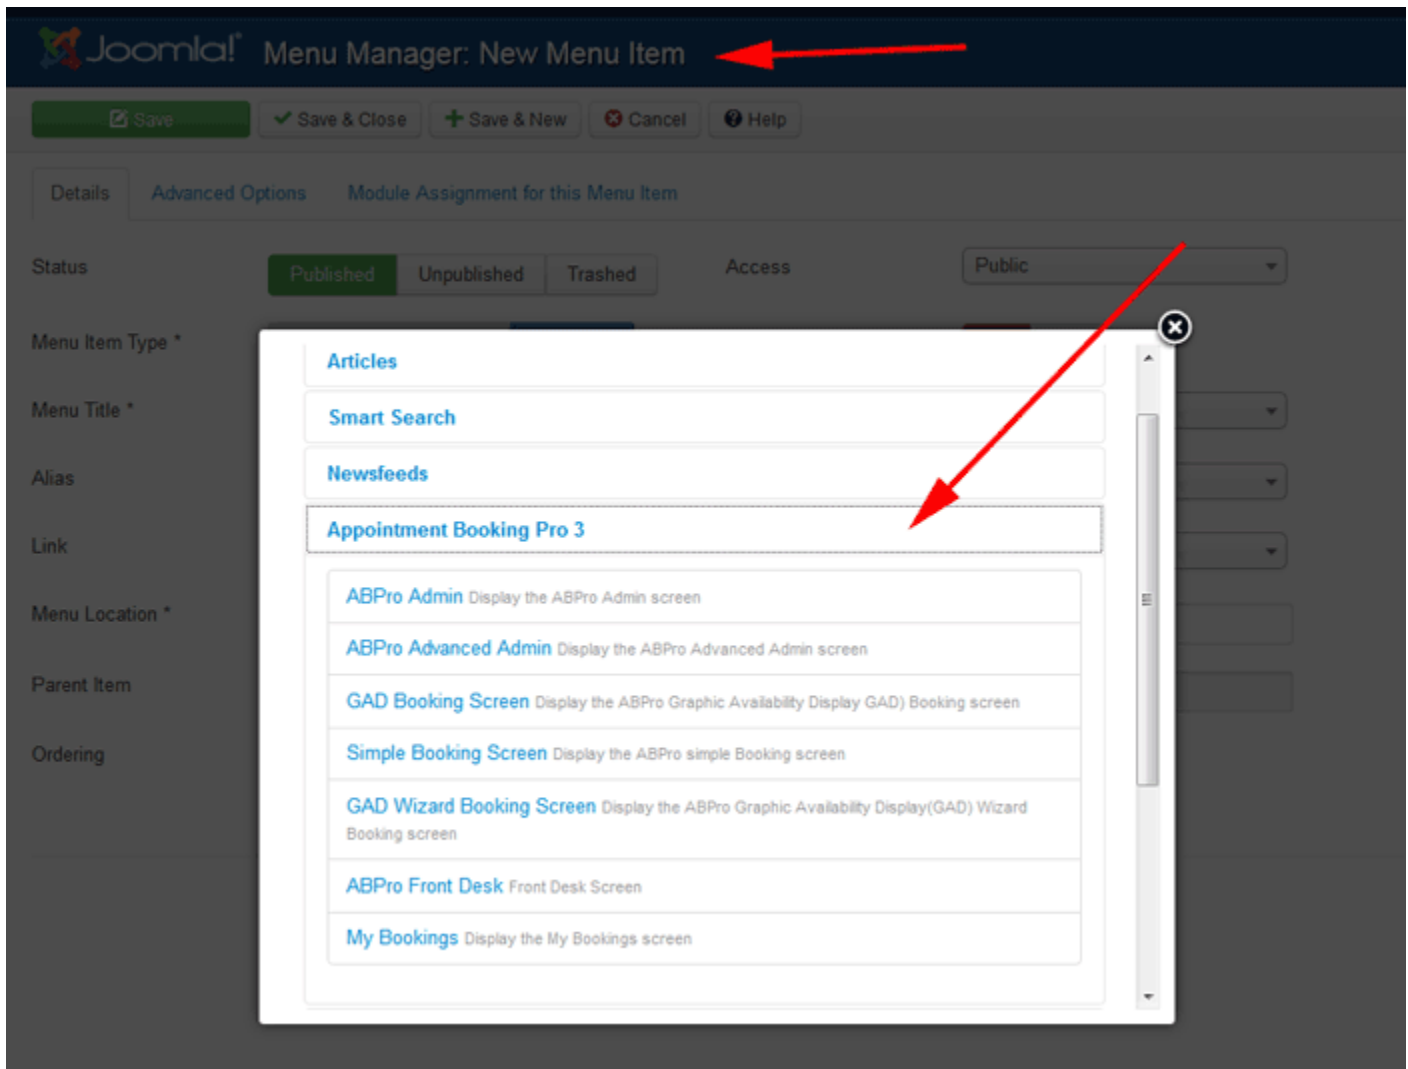 Joomla!® Menu Manager: New Menu Item
Save Save & Close Save & New Cancel Help
Details Advanced Options Module Assignment for this Menu Item
Status Published Unpublished Trashed Access Public
Menu Item Type *
Menu Title *
Alias
Link
Menu Location *
Parent Item
Ordering
Articles
Smart Search
Newsfeeds
Appointment Booking Pro 3
ABPro Admin Display the ABPro Admin screen
ABPro Advanced Admin Display the ABPro Advanced Admin screen
GAD Booking Screen Display the ABPro Graphic Availability Display GAD) Booking screen
Simple Booking Screen Display the ABPro simple Booking screen
GAD Wizard Booking Screen Display the ABPro Graphic Availability Display(GAD) Wizard
Booking screen
ABPro Front Desk Front Desk Screen
My Bookings Display the My Bookings screen